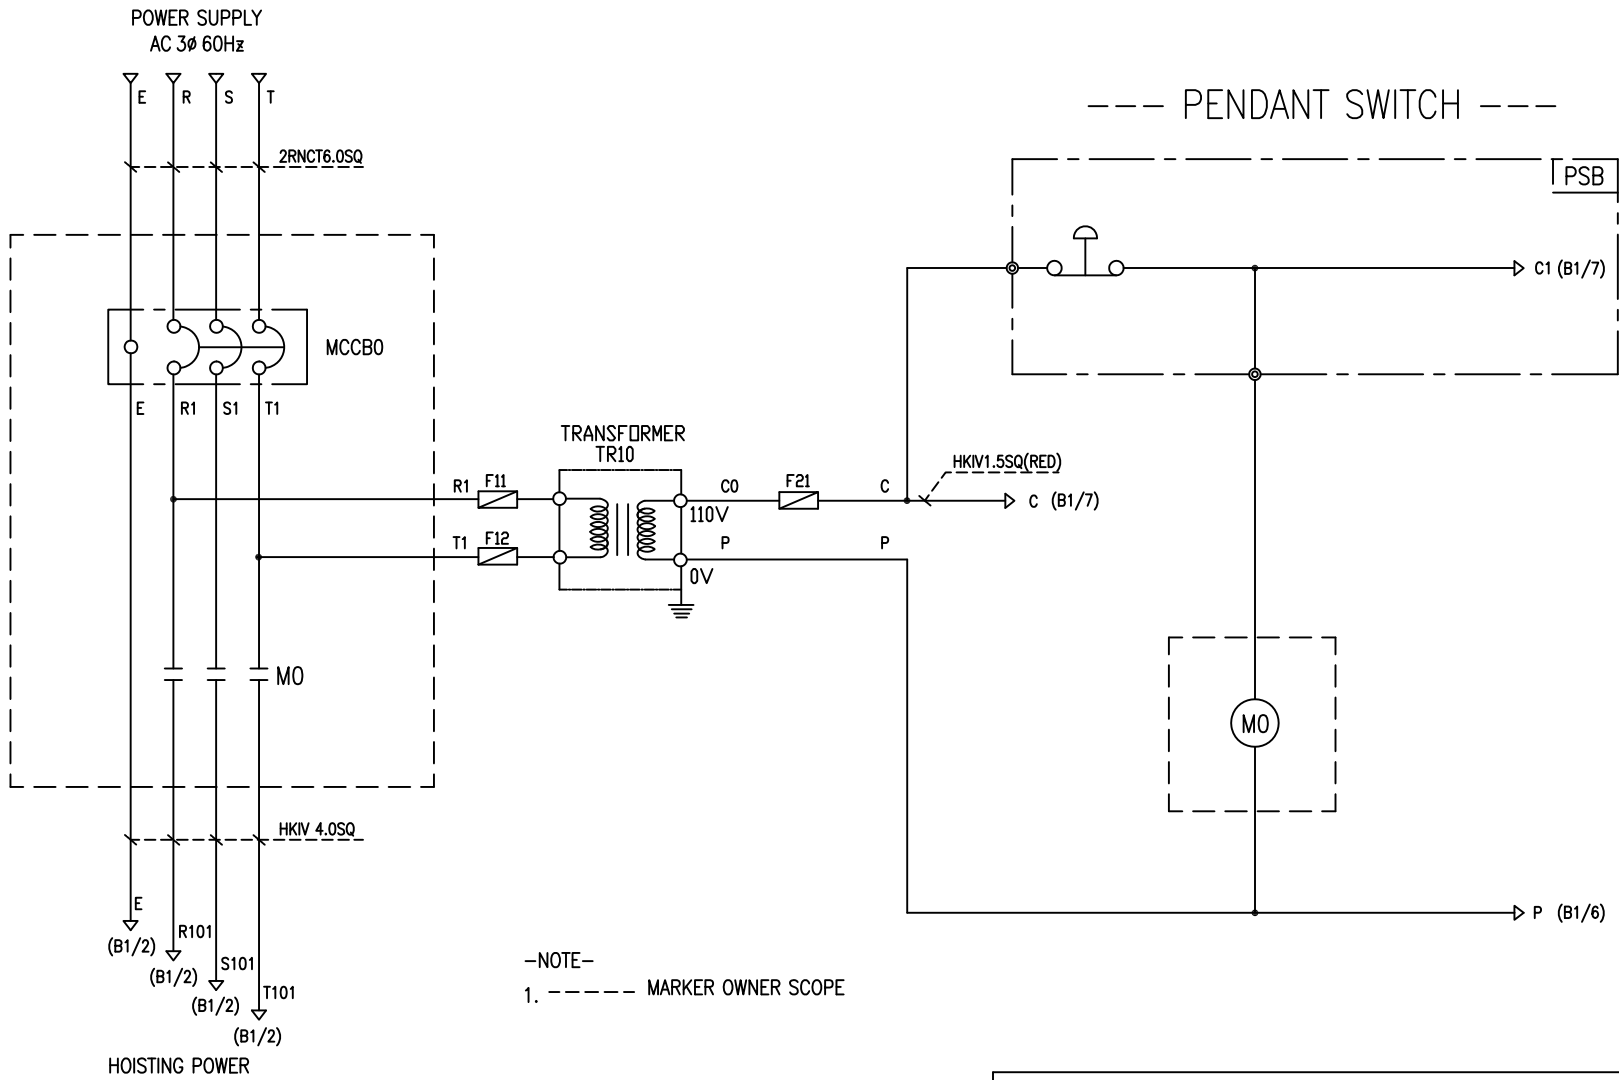 POWER SUPPLY
AC 3ø 60Hz
E R S T
2RNCT6.0SQ
--- PENDANT SWITCH ---
PSB
C1 (B1/7)
MCCB0
E R1 S1 T1
TRANSFORMER
TR10
R1 F11
C0 F21 C
HKIV1.5SQ(RED)
C (B1/7)
110V
T1 F12
P P
0V
M0
M0
HKIV 4.0SQ
E
(B1/2)
R101
(B1/2)
S101
(B1/2)
T101
(B1/2)
HOISTING POWER
P (B1/6)
-NOTE-
1. ------ MARKER OWNER SCOPE